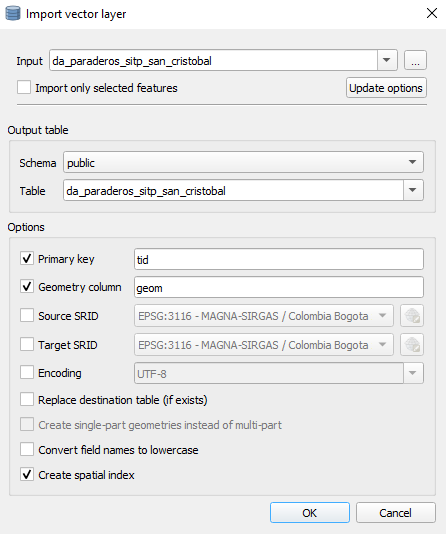 Import vector layer
Input da_paraderos_sitp_san_cristobal ...
Import only selected features Update options
Output table
Schema public
Table da_paraderos_sitp_san_cristobal
Options
Primary key tid
Geometry column geom
Source SRID EPSG:3116 - MAGNA-SIRGAS / Colombia Bogota
Target SRID EPSG:3116 - MAGNA-SIRGAS / Colombia Bogota
Encoding UTF-8
Replace destination table (if exists)
Create single-part geometries instead of multi-part
Convert field names to lowercase
Create spatial index
OK Cancel